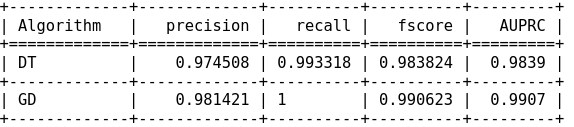 +-------------+-------------+----------+----------+---------+
| Algorithm   |   precision |   recall |   fscore |   AUPRC |
+=============+=============+==========+==========+=========+
| DT          |    0.974508 | 0.993318 | 0.983824 |  0.9839 |
+-------------+-------------+----------+----------+---------+
| GD          |    0.981421 | 1        | 0.990623 |  0.9907 |
+-------------+-------------+----------+----------+---------+